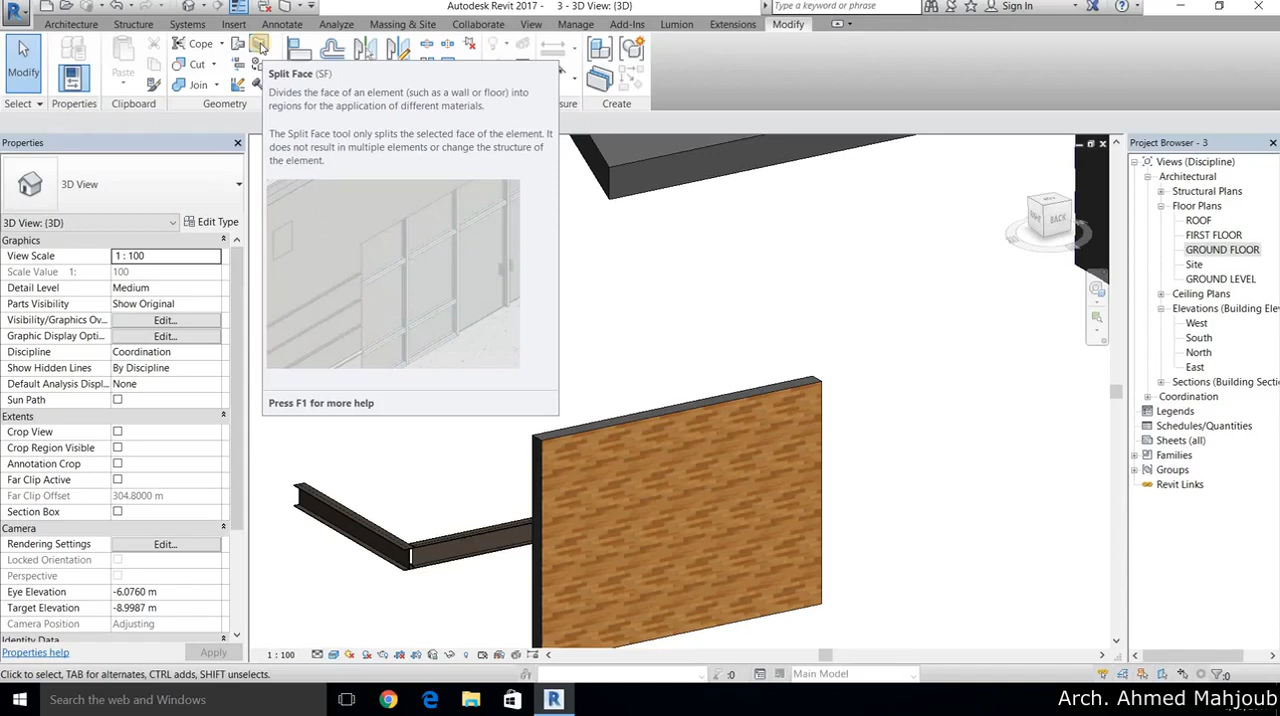 Autodesk Revit 2017 - 3 - 3D View: {3D}
Type a keyword or phrase
Sign In
Architecture Structure Systems Insert Annotate Analyze Massing & Site Collaborate View Manage Add-Ins Lumion Extensions Modify
Modify
Paste
Cope
Cut
Join
Select Properties Clipboard Geometry Create
Split Face (SF)
Divides the face of an element (such as a wall or floor) into
regions for the application of different materials.
The Split Face tool only splits the selected face of the element. It
does not result in multiple elements or change the structure of
the element.
Press F1 for more help
Properties
3D View
3D View: {3D} Edit Type
Graphics
View Scale 1 : 100
Scale Value 1: 100
Detail Level Medium
Parts Visibility Show Original
Visibility/Graphics Ov... Edit...
Graphic Display Opti... Edit...
Discipline Coordination
Show Hidden Lines By Discipline
Default Analysis Displ... None
Sun Path
Extents
Crop View
Crop Region Visible
Annotation Crop
Far Clip Active
Far Clip Offset 304.8000 m
Section Box
Camera
Rendering Settings Edit...
Locked Orientation
Perspective
Eye Elevation -6.0760 m
Target Elevation -8.9987 m
Camera Position Adjusting
Identity Data
Properties help Apply
BACK
Project Browser - 3
Views (Discipline)
Architectural
Structural Plans
Floor Plans
ROOF
FIRST FLOOR
GROUND FLOOR
Site
GROUND LEVEL
Ceiling Plans
Elevations (Building Ele
West
South
North
East
Sections (Building Sectio
Coordination
Legends
Schedules/Quantities
Sheets (all)
Families
Groups
Revit Links
1 : 100
Click to select, TAB for alternates, CTRL adds, SHIFT unselects.
:0 Main Model :0
Search the web and Windows
Arch. Ahmed Mahjoub